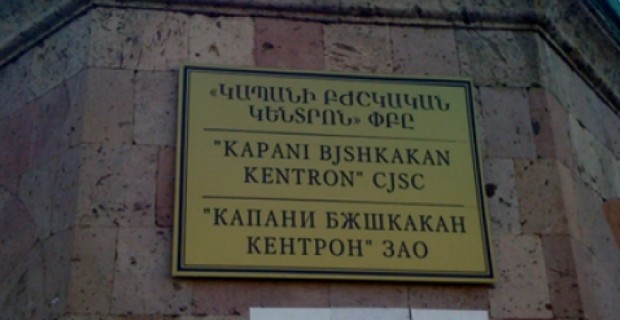 «ԿԱՊԱՆԻ ԲԺՇԿԱԿԱՆ
ԿԵՆՏՐՈՆ» ՓԲԸ
"KAPANI BJSHKAKAN
KENTRON" CJSC
"КАПАНИ БЖШКАКАН
КЕНТРОН" ЗАО